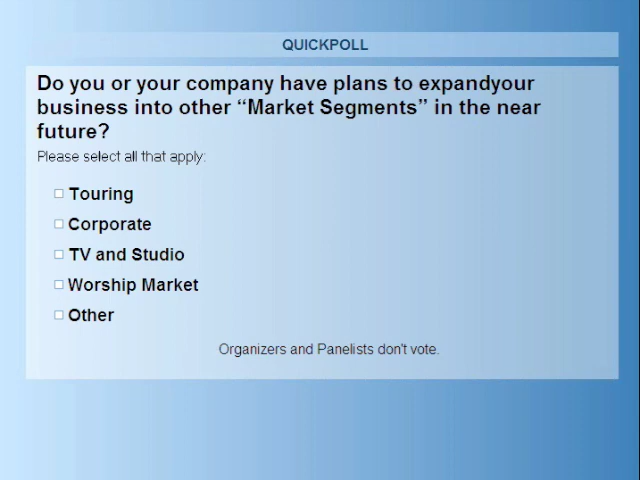 QUICKPOLL
Do you or your company have plans to expandyour
business into other “Market Segments” in the near
future?
Please select all that apply:
Touring
Corporate
TV and Studio
Worship Market
Other
Organizers and Panelists don't vote.